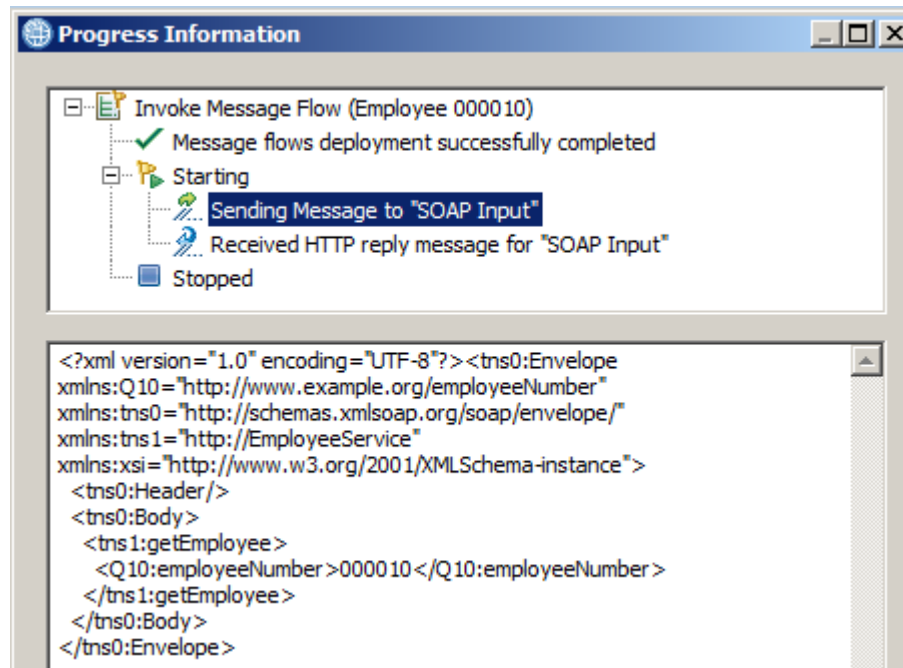 Progress Information
Invoke Message Flow (Employee 000010)
Message flows deployment successfully completed
Starting
Sending Message to "SOAP Input"
Received HTTP reply message for "SOAP Input"
Stopped
<?xml version="1.0" encoding="UTF-8"?><tns0:Envelope
xmlns:Q10="http://www.example.org/employeeNumber"
xmlns:tns0="http://schemas.xmlsoap.org/soap/envelope/"
xmlns:tns1="http://EmployeeService"
xmlns:xsi="http://www.w3.org/2001/XMLSchema-instance">
<tns0:Header/>
<tns0:Body>
<tns1:getEmployee>
<Q10:employeeNumber>000010</Q10:employeeNumber>
</tns1:getEmployee>
</tns0:Body>
</tns0:Envelope>